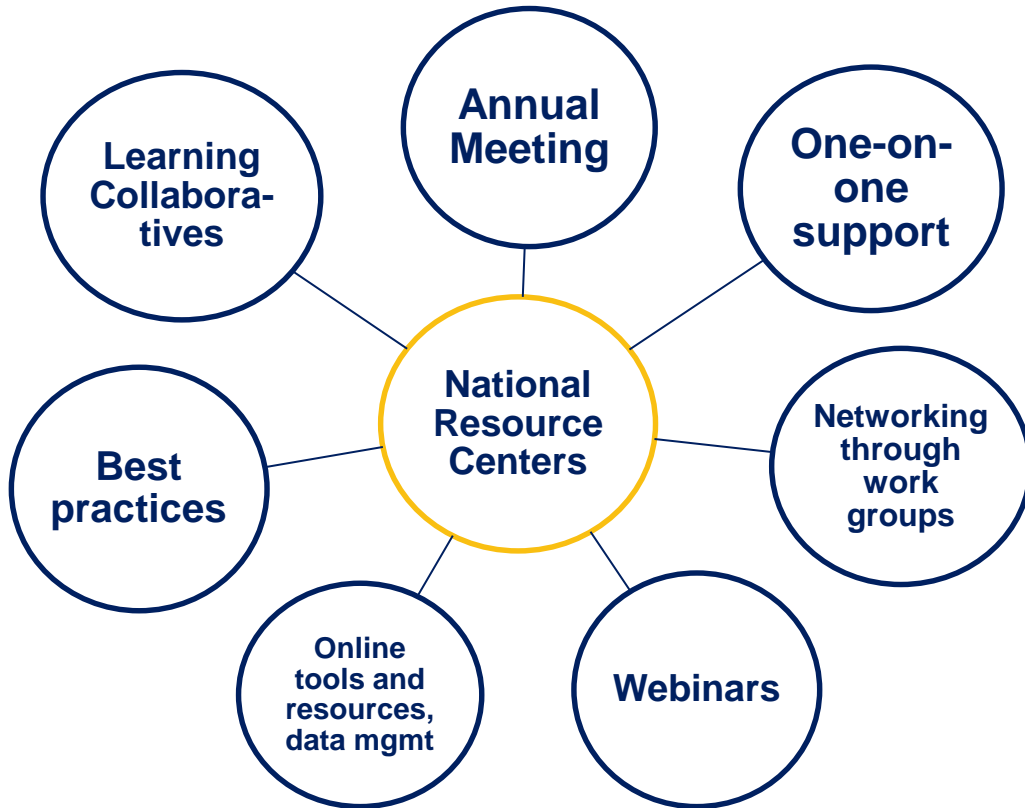 Annual
Meeting
Learning
Collabora-
tives
One-on-
one
support
National
Resource
Centers
Networking
through
work
groups
Best
practices
Online
tools and
resources,
data mgmt
Webinars